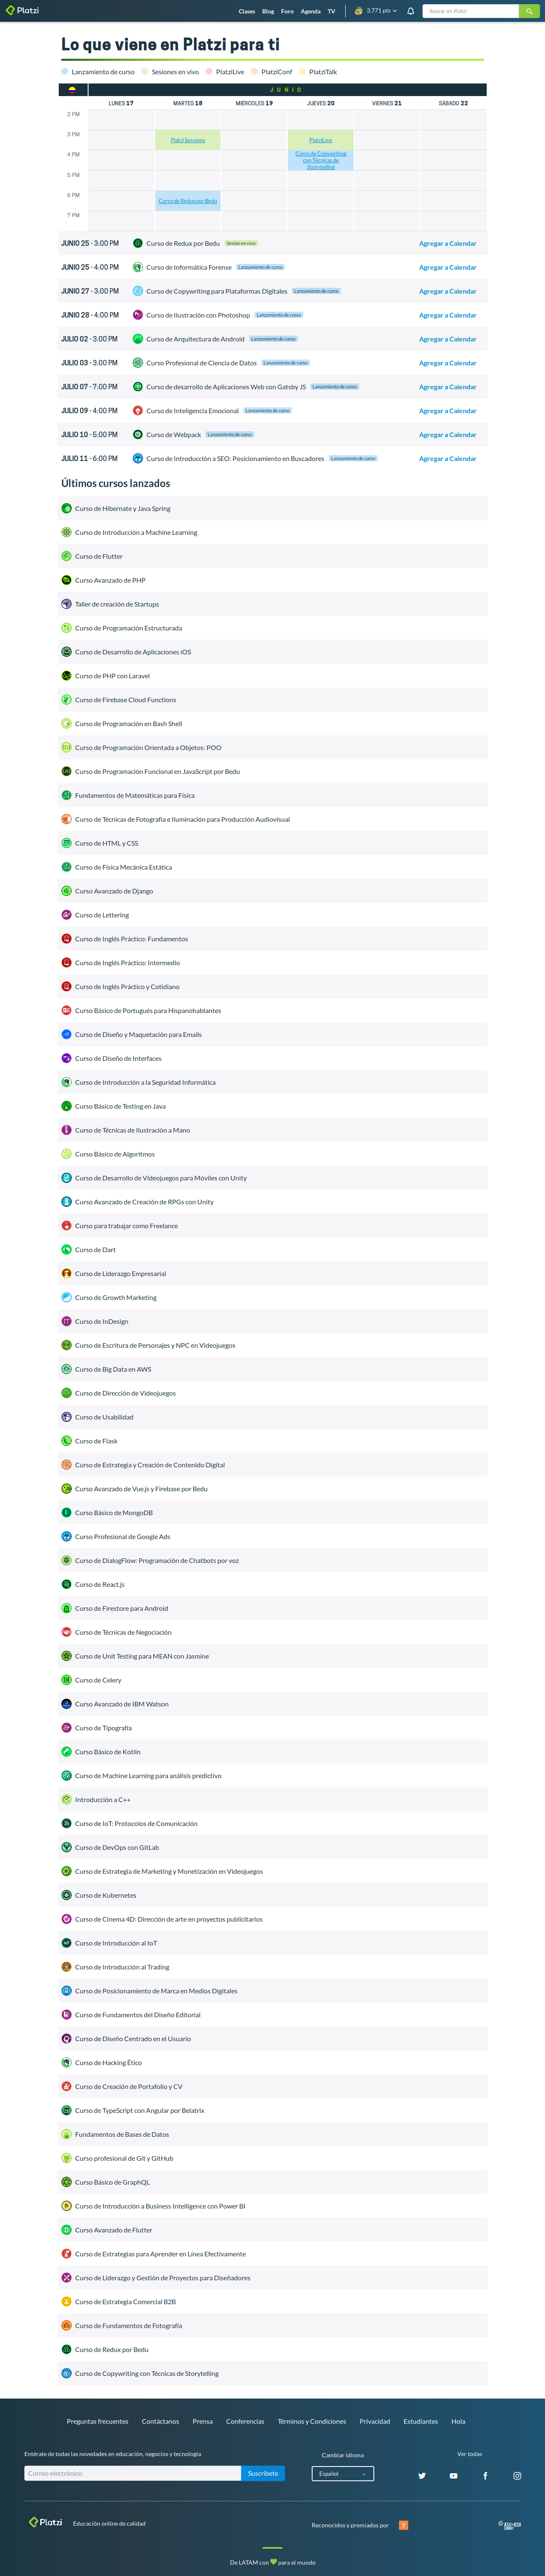 Platzi
Clases Blog Foro Agenda TV 3.771 pts Buscar en Platzi
Lo que viene en Platzi para ti
Lanzamiento de curso Sesiones en vivo PlatziLive PlatziConf PlatziTalk
JUNIO
LUNES 17 MARTES 18 MIÉRCOLES 19 JUEVES 20 VIERNES 21 SÁBADO 22
2 PM
3 PM Platzi Sessions PlatziLive
4 PM Curso de Copywriting con Técnicas de Storytelling
5 PM
6 PM Curso de Redux por Bedu
7 PM
JUNIO 25 - 3:00 PM Curso de Redux por Bedu Sesión en vivo Agregar a Calendar
JUNIO 25 - 4:00 PM Curso de Informática Forense Lanzamiento de curso Agregar a Calendar
JUNIO 27 - 3:00 PM Curso de Copywriting para Plataformas Digitales Lanzamiento de curso Agregar a Calendar
JUNIO 28 - 4:00 PM Curso de Ilustración con Photoshop Lanzamiento de curso Agregar a Calendar
JULIO 02 - 3:00 PM Curso de Arquitectura de Android Lanzamiento de curso Agregar a Calendar
JULIO 03 - 3:00 PM Curso Profesional de Ciencia de Datos Lanzamiento de curso Agregar a Calendar
JULIO 07 - 7:00 PM Curso de desarrollo de Aplicaciones Web con Gatsby JS Lanzamiento de curso Agregar a Calendar
JULIO 09 - 4:00 PM Curso de Inteligencia Emocional Lanzamiento de curso Agregar a Calendar
JULIO 10 - 5:00 PM Curso de Webpack Lanzamiento de curso Agregar a Calendar
JULIO 11 - 6:00 PM Curso de Introducción a SEO: Posicionamiento en Buscadores Lanzamiento de curso Agregar a Calendar
Últimos cursos lanzados
Curso de Hibernate y Java Spring
Curso de Introducción a Machine Learning
Curso de Flutter
Curso Avanzado de PHP
Taller de creación de Startups
Curso de Programación Estructurada
Curso de Desarrollo de Aplicaciones iOS
Curso de PHP con Laravel
Curso de Firebase Cloud Functions
Curso de Programación en Bash Shell
Curso de Programación Orientada a Objetos: POO
Curso de Programación Funcional en JavaScript por Bedu
Fundamentos de Matemáticas para Física
Curso de Técnicas de Fotografía e Iluminación para Producción Audiovisual
Curso de HTML y CSS
Curso de Física Mecánica Estática
Curso Avanzado de Django
Curso de Lettering
Curso de Inglés Práctico: Fundamentos
Curso de Inglés Práctico: Intermedio
Curso de Inglés Práctico y Cotidiano
Curso Básico de Portugués para Hispanohablantes
Curso de Diseño y Maquetación para Emails
Curso de Diseño de Interfaces
Curso de Introducción a la Seguridad Informática
Curso Básico de Testing en Java
Curso de Técnicas de Ilustración a Mano
Curso Básico de Algoritmos
Curso de Desarrollo de Videojuegos para Móviles con Unity
Curso Avanzado de Creación de RPGs con Unity
Curso para trabajar como Freelance
Curso de Dart
Curso de Liderazgo Empresarial
Curso de Growth Marketing
Curso de InDesign
Curso de Escritura de Personajes y NPC en Videojuegos
Curso de Big Data en AWS
Curso de Dirección de Videojuegos
Curso de Usabilidad
Curso de Flask
Curso de Estrategia y Creación de Contenido Digital
Curso Avanzado de Vue.js y Firebase por Bedu
Curso Básico de MongoDB
Curso Profesional de Google Ads
Curso de DialogFlow: Programación de Chatbots por voz
Curso de React.js
Curso de Firestore para Android
Curso de Técnicas de Negociación
Curso de Unit Testing para MEAN con Jasmine
Curso de Celery
Curso Avanzado de IBM Watson
Curso de Tipografía
Curso Básico de Kotlin
Curso de Machine Learning para análisis predictivo
Introducción a C++
Curso de IoT: Protocolos de Comunicación
Curso de DevOps con GitLab
Curso de Estrategia de Marketing y Monetización en Videojuegos
Curso de Kubernetes
Curso de Cinema 4D: Dirección de arte en proyectos publicitarios
Curso de Introducción al IoT
Curso de Introducción al Trading
Curso de Posicionamiento de Marca en Medios Digitales
Curso de Fundamentos del Diseño Editorial
Curso de Diseño Centrado en el Usuario
Curso de Hacking Ético
Curso de Creación de Portafolio y CV
Curso de TypeScript con Angular por Belatrix
Fundamentos de Bases de Datos
Curso profesional de Git y GitHub
Curso Básico de GraphQL
Curso de Introducción a Business Intelligence con Power BI
Curso Avanzado de Flutter
Curso de Estrategias para Aprender en Línea Efectivamente
Curso de Liderazgo y Gestión de Proyectos para Diseñadores
Curso de Estrategia Comercial B2B
Curso de Fundamentos de Fotografía
Curso de Redux por Bedu
Curso de Copywriting con Técnicas de Storytelling
Preguntas frecuentes Contáctanos Prensa Conferencias Términos y Condiciones Privacidad Estudiantes Hola
Entérate de todas las novedades en educación, negocios y tecnología Cambiar idioma Ver todas
Correo electrónico Suscríbete Español
Platzi Educación online de calidad Reconocidos y premiados por Y
De LATAM con para el mundo